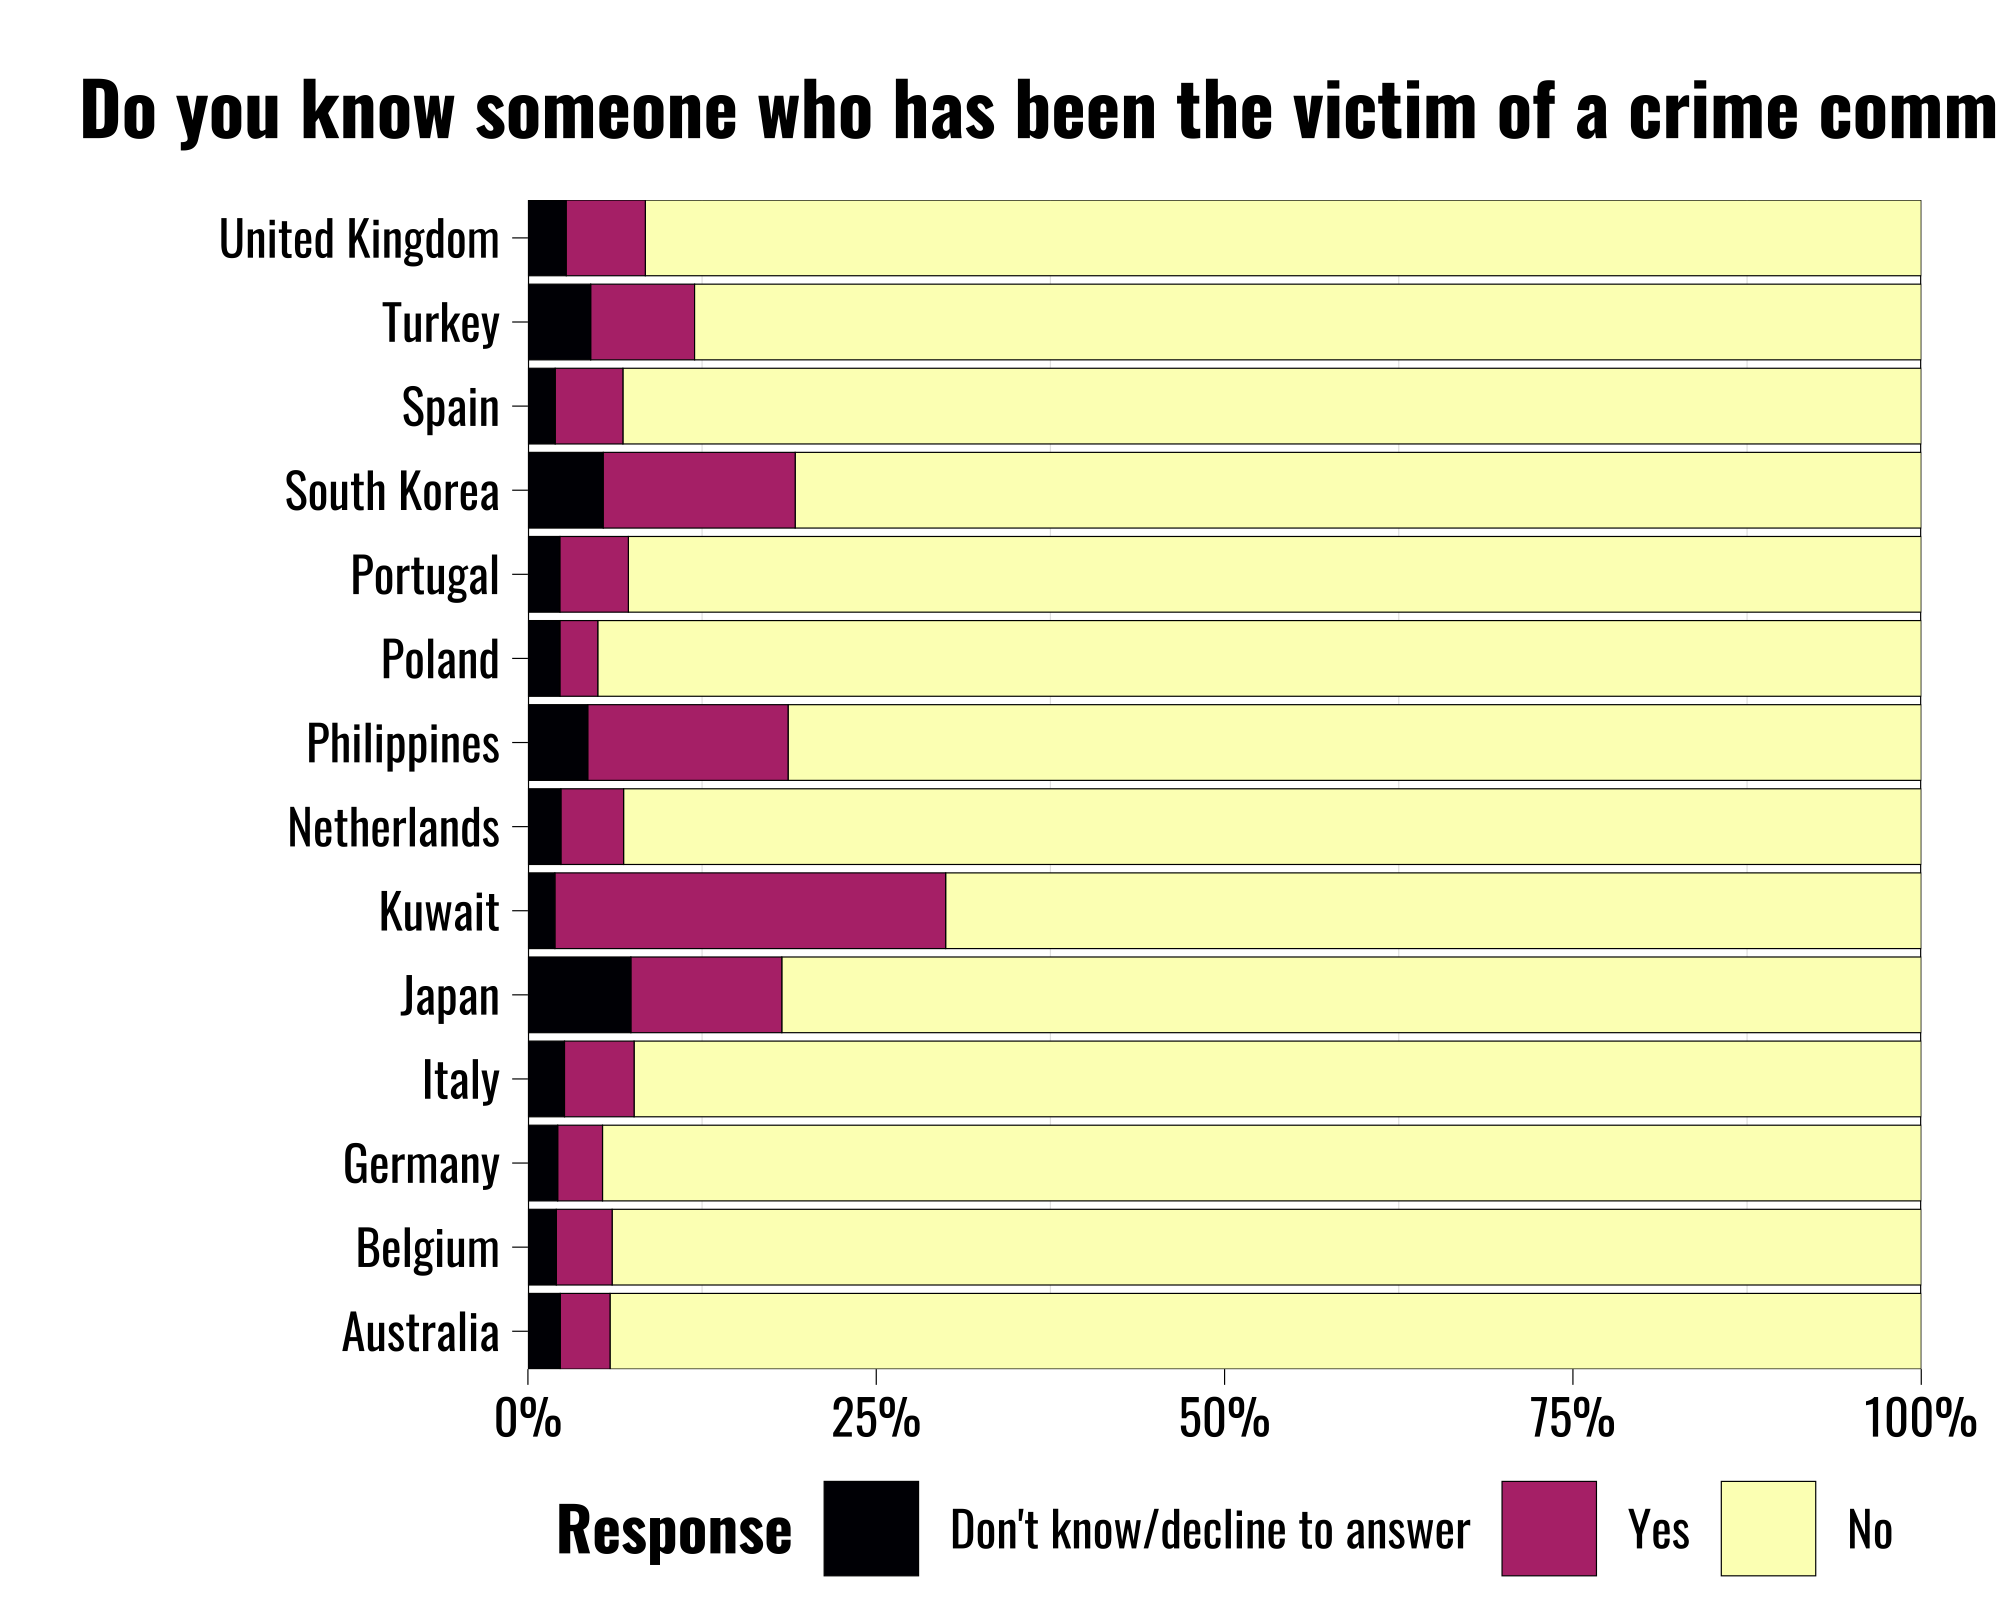 Do you know someone who has been the victim of a crime comm
United Kingdom
Turkey
Spain
South Korea
Portugal
Poland
Philippines
Netherlands
Kuwait
Japan
Italy
Germany
Belgium
Australia
0% 25% 50% 75% 100%
Response Don't know/decline to answer Yes No